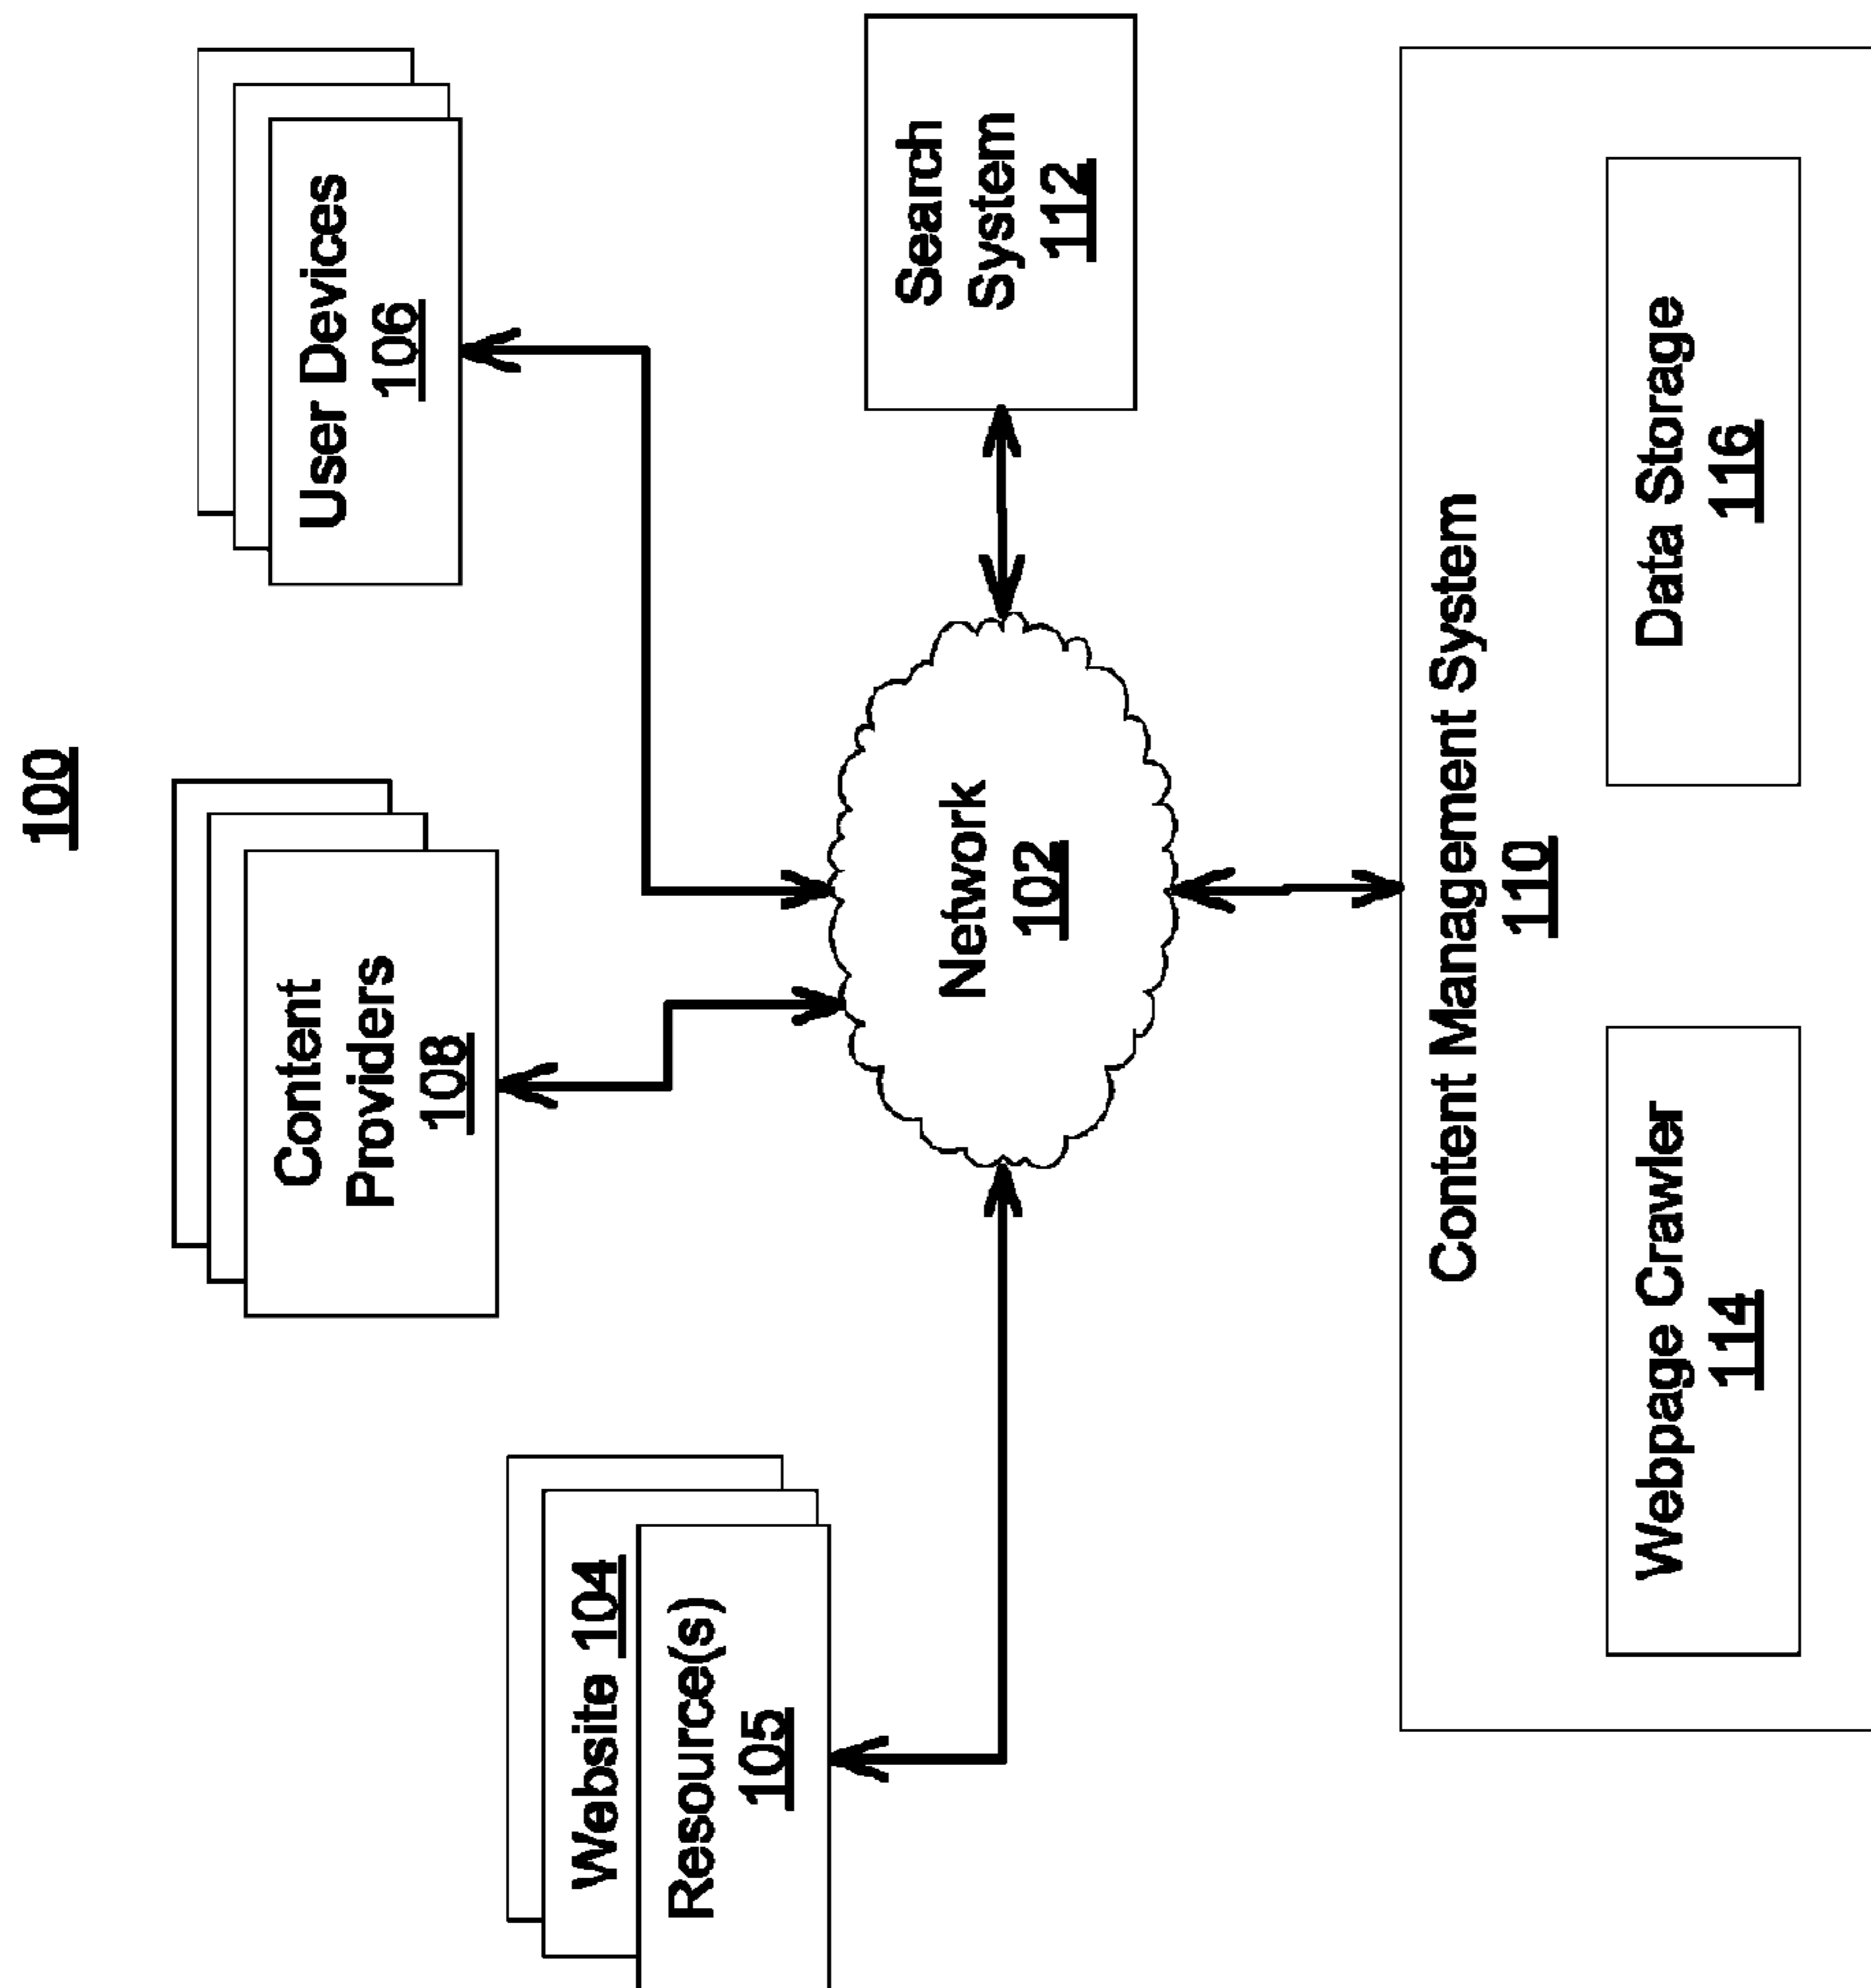 100
Content
Providers
108
User Devices
106
Website 104
Resource(s)
105
Network
102
Search
System
112
Content Management System
110
Webpage Crawler
114
Data Storage
116